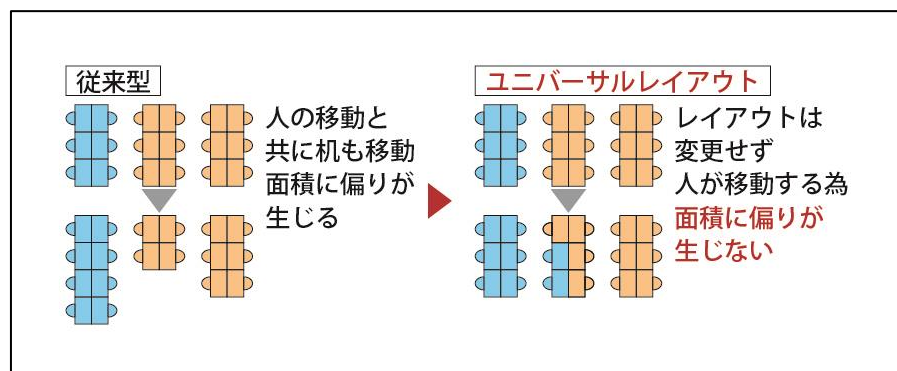 従来型
人の移動と
共に机も移動
面積に偏りが
生じる
ユニバーサルレイアウト
レイアウトは
変更せず
人が移動する為
面積に偏りが
生じない